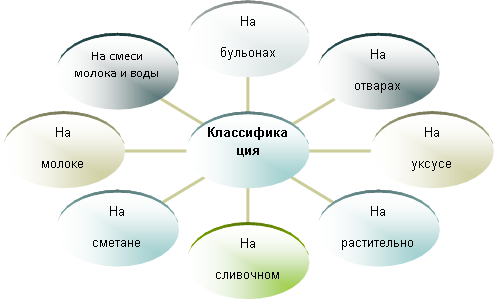 На
бульонах
На смеси
молока и воды
На
отварах
Классифика
ция
На
молоке
На
уксусе
На
сметане
На
растительно
На
сливочном